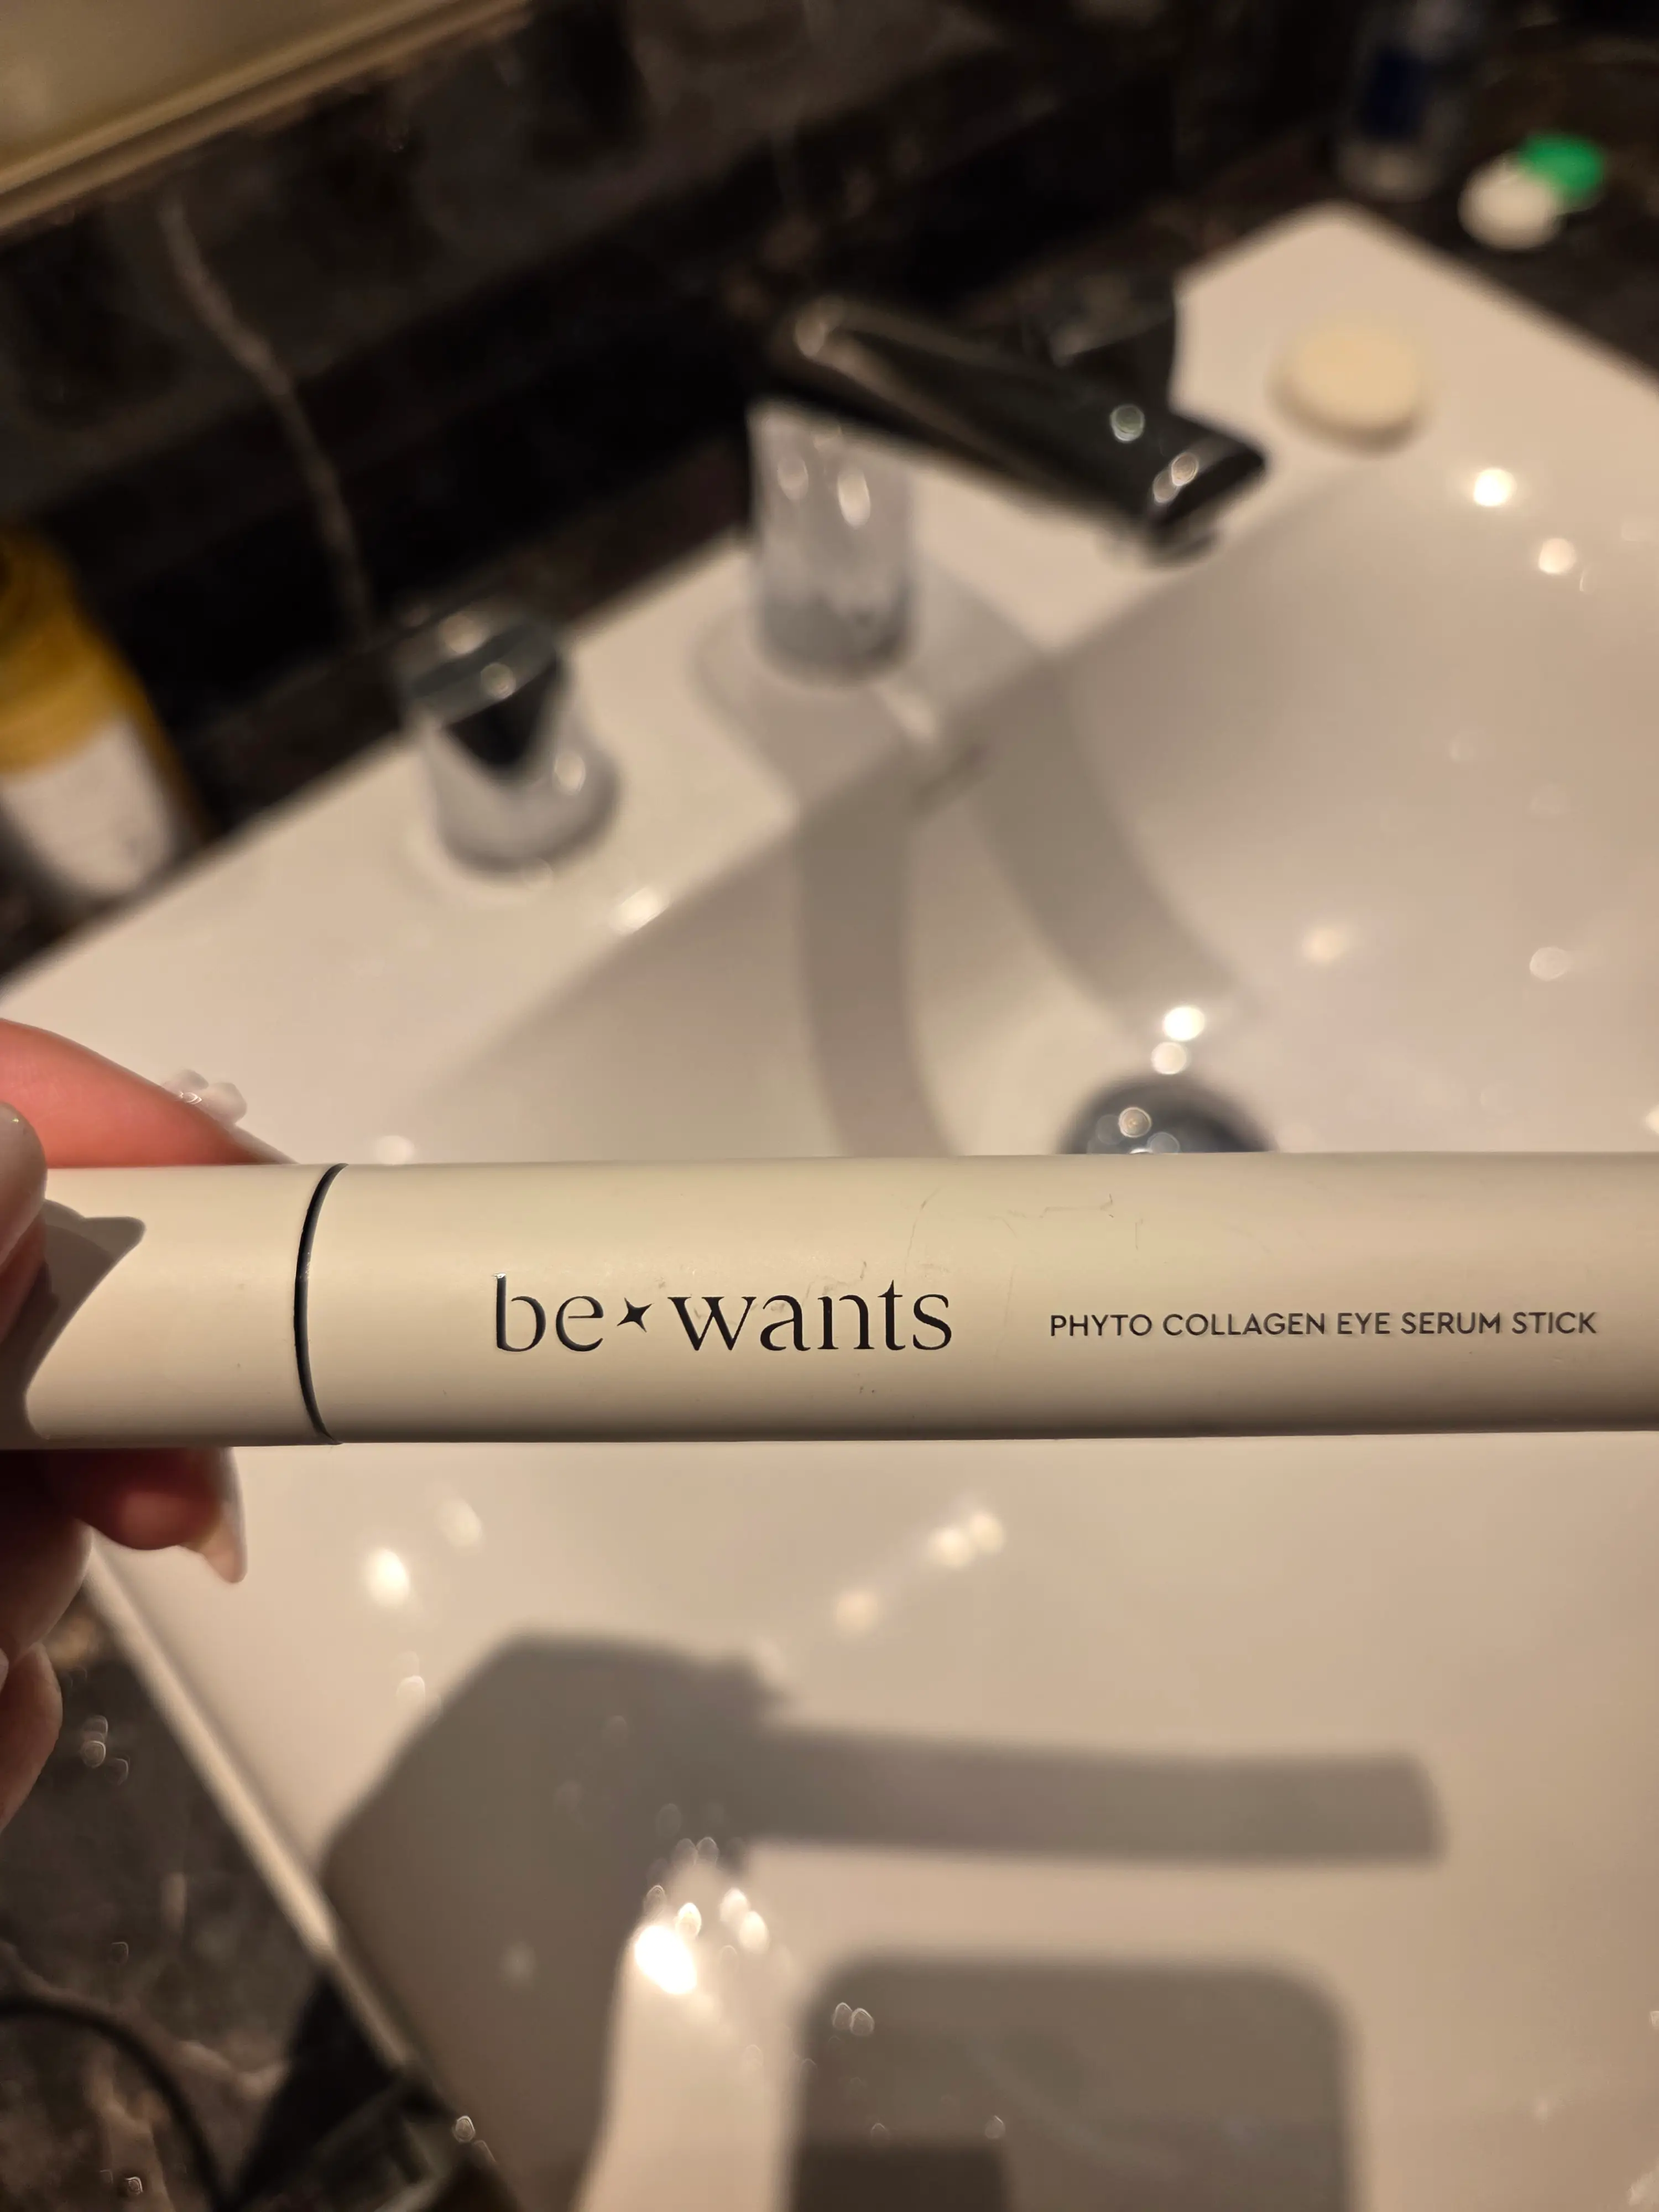 be wants PHYTO COLLAGEN EYE SERUM STICK